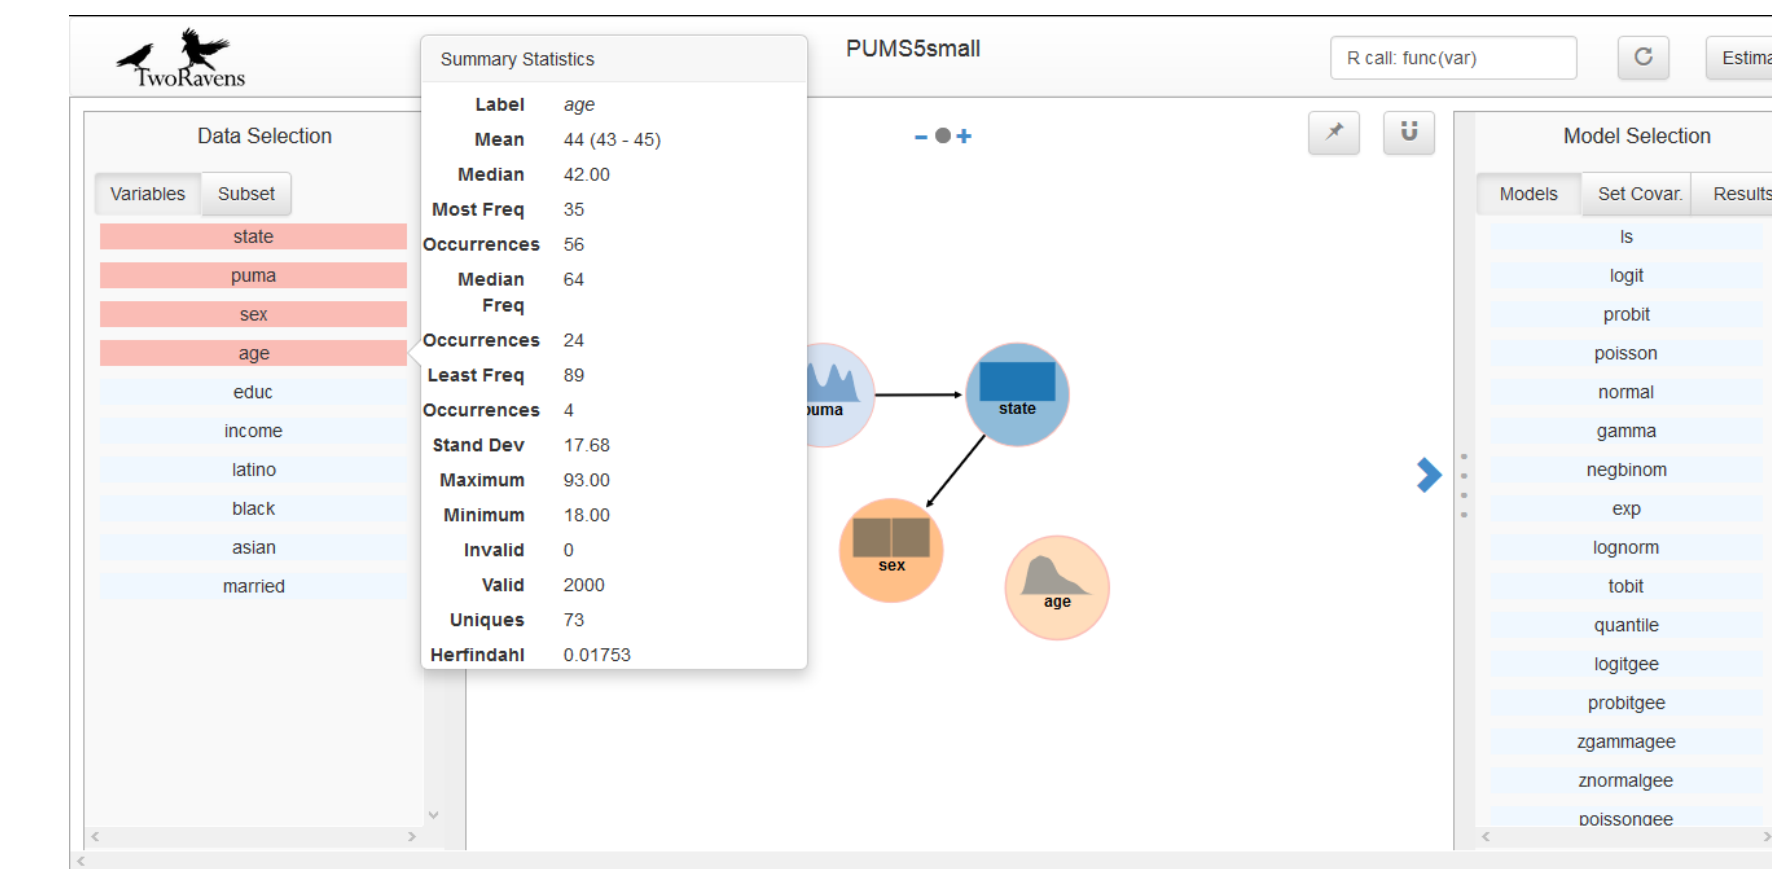 TwoRavens
PUMS5small
R call: func(var)
Estima
Data Selection
Variables Subset
state
puma
sex
age
educ
income
latino
black
asian
married
Summary Statistics
Label age
Mean 44 (43 - 45)
Median 42.00
Most Freq 35
Occurrences 56
Median Freq 64
Occurrences 24
Least Freq 89
Occurrences 4
Stand Dev 17.68
Maximum 93.00
Minimum 18.00
Invalid 0
Valid 2000
Uniques 73
Herfindahl 0.01753
puma
state
sex
age
Model Selection
Models Set Covar. Results
ls
logit
probit
poisson
normal
gamma
negbinom
exp
lognorm
tobit
quantile
logitgee
probitgee
zgammagee
znormalgee
poissongee